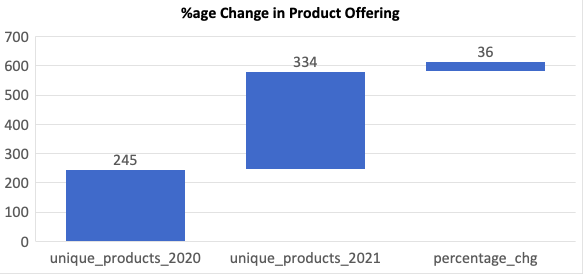 %age Change in Product Offering
700
600
500
400
300
200
100
0
245
334
36
unique_products_2020
unique_products_2021
percentage_chg